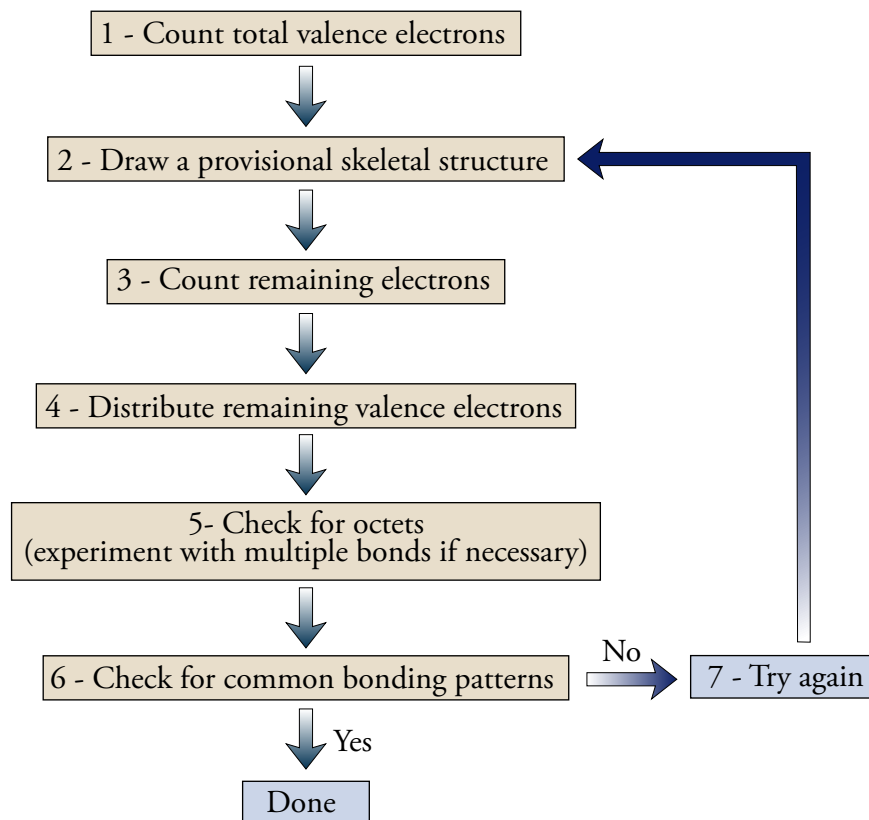 1 - Count total valence electrons
2 - Draw a provisional skeletal structure
3 - Count remaining electrons
4 - Distribute remaining valence electrons
5- Check for octets
(experiment with multiple bonds if necessary)
6 - Check for common bonding patterns
No
7 - Try again
Yes
Done